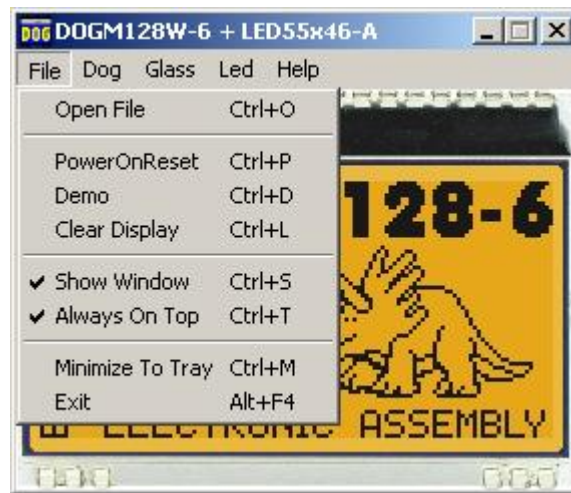 DOG DOGM128W-6 + LED55x46-A
File Dog Glass Led Help
Open File Ctrl+O
PowerOnReset Ctrl+P
Demo Ctrl+D
Clear Display Ctrl+L
128-6
Show Window Ctrl+S
Always On Top Ctrl+T
Minimize To Tray Ctrl+M
Exit Alt+F4
ELECTRONIC ASSEMBLY